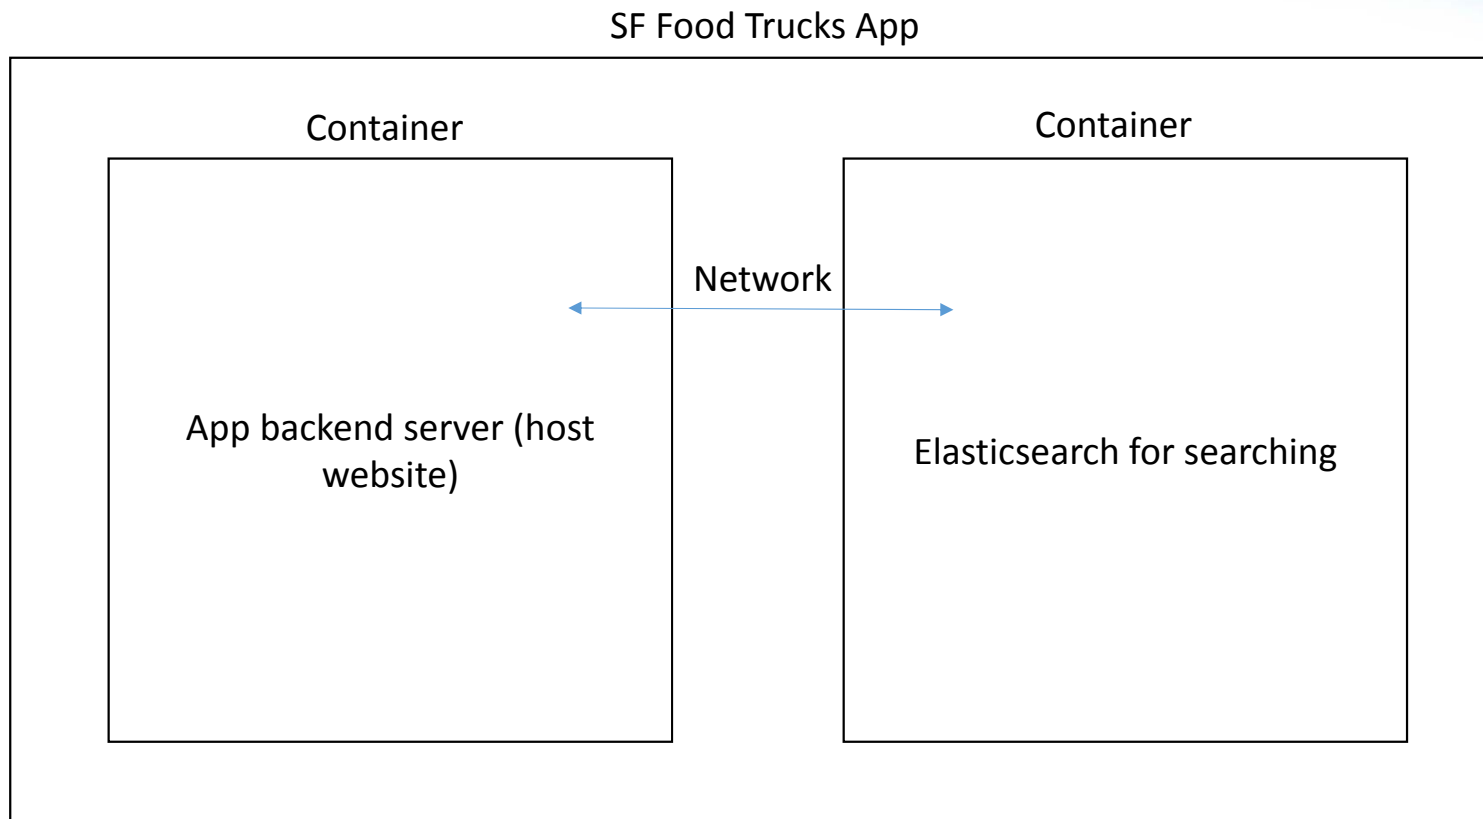 SF Food Trucks App
Container
Container
Network
App backend server (host
website)
Elasticsearch for searching